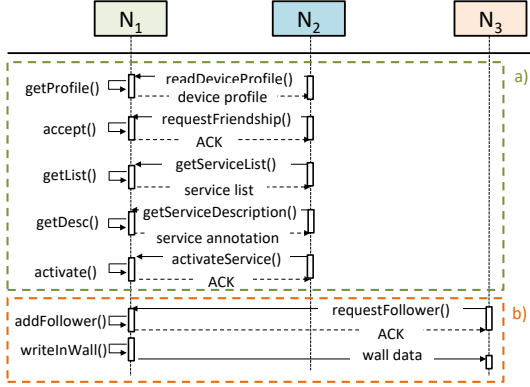 N1 N2 N3
a)
readDeviceProfile()
getProfile()
device profile
requestFriendship()
accept()
ACK
getServiceList()
getList()
service list
getServiceDescription()
getDesc()
service annotation
activateService()
activate()
ACK
b)
requestFollower()
addFollower()
ACK
writeInWall()
wall data